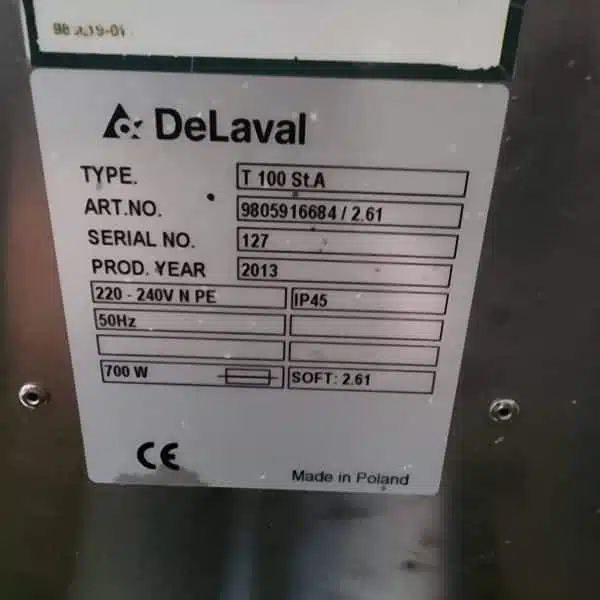 DeLaval
TYPE. T 100 St.A
ART.NO. 9805916684 / 2.61
SERIAL NO. 127
PROD. YEAR 2013
220 - 240V N PE IP45
50Hz
700 W SOFT: 2.61
CE
Made in Poland